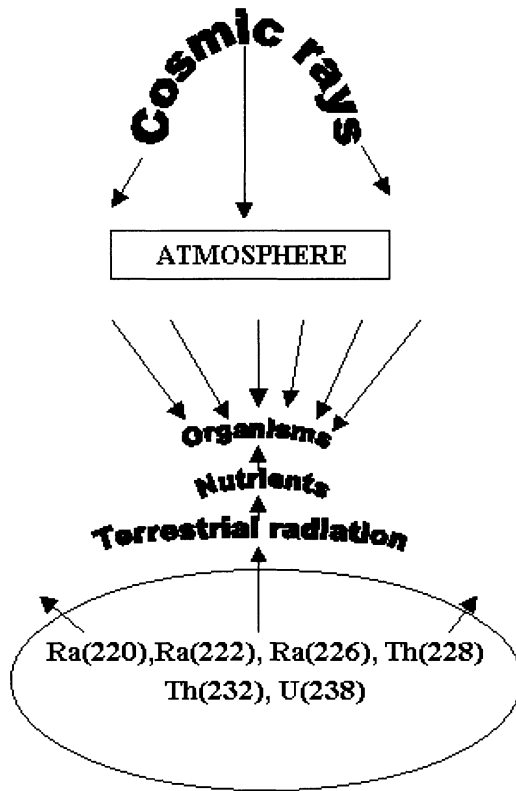 Cosmic rays
ATMOSPHERE
Organisms
Nutrients
Terrestrial radiation
Ra(220),Ra(222), Ra(226), Th(228)
Th(232), U(238)